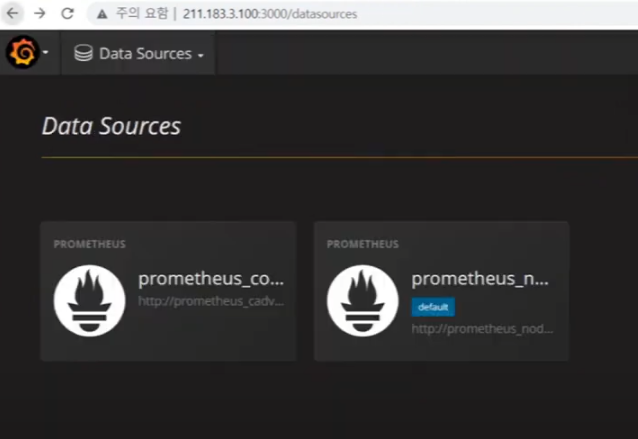 주의 요함 | 211.183.3.100:3000/datasources
Data Sources
Data Sources
PROMETHEUS
prometheus_co...
http://prometheus_cadv...
PROMETHEUS
prometheus_n...
default
http://prometheus_nod...